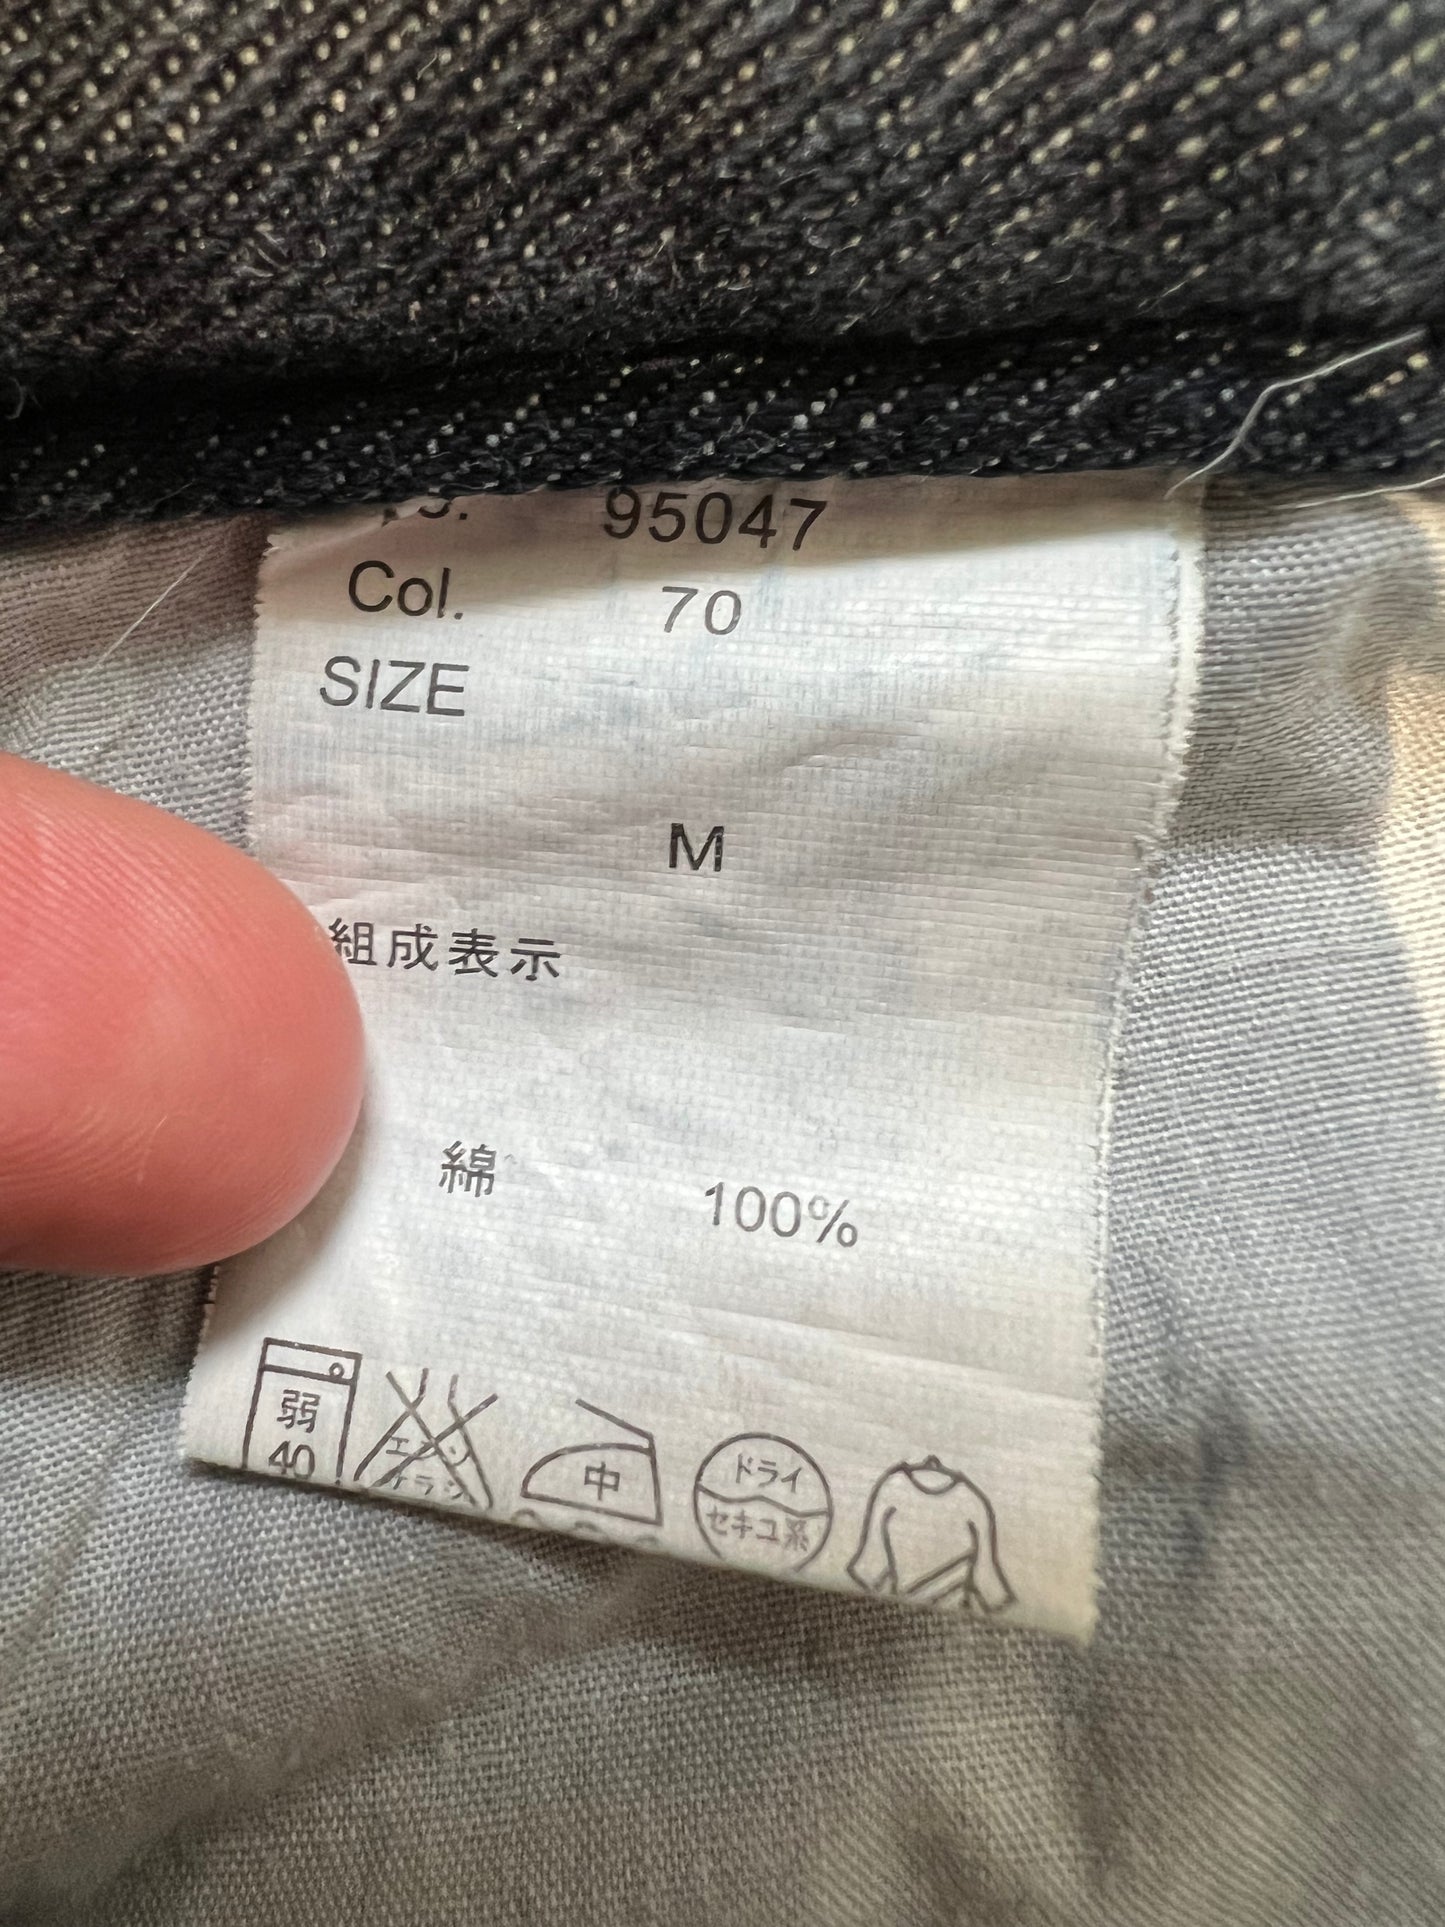 95047
Col. 70
SIZE
M
組成表示
綿 100%
弱 中 ドライ
40 セキユ系